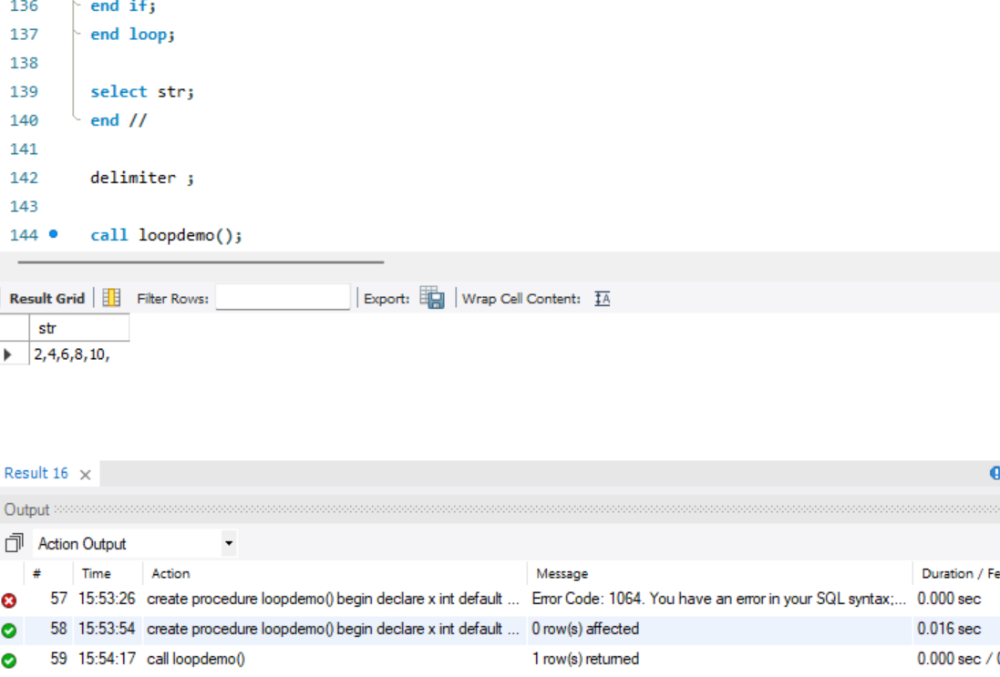 136 end if;
137 end loop;
138
139 select str;
140 end //
141
142 delimiter ;
143
144 call loopdemo();
Result Grid Filter Rows: Export: Wrap Cell Content: IA
str
2,4,6,8,10,
Result 16
Output
Action Output
# Time Action Message Duration / Fe
57 15:53:26 create procedure loopdemo() begin declare x int default ... Error Code: 1064. You have an error in your SQL syntax;... 0.000 sec
58 15:53:54 create procedure loopdemo() begin declare x int default ... 0 row(s) affected 0.016 sec
59 15:54:17 call loopdemo() 1 row(s) returned 0.000 sec / 0